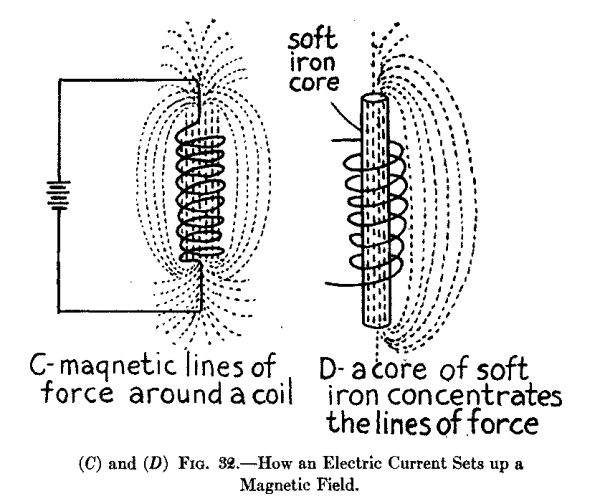 soft
iron
core
C-magnetic lines of
force around a coil
D-a core of soft
iron concentrates
the lines of force
(C) and (D) FIG. 32.—How an Electric Current Sets up a
Magnetic Field.